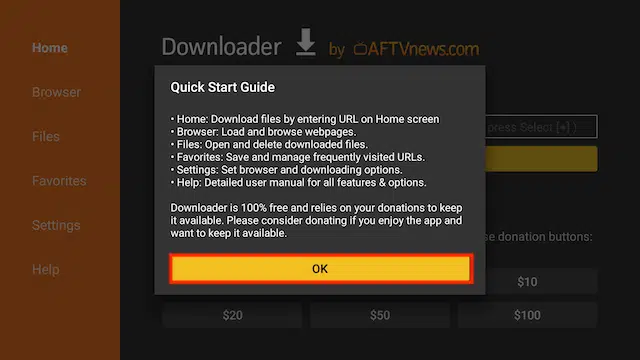 Home
Browser
Files
Favorites
Settings
Help
Downloader by AFTVnews.com
Quick Start Guide
• Home: Download files by entering URL on Home screen
• Browser: Load and browse webpages.
• Files: Open and delete downloaded files.
• Favorites: Save and manage frequently visited URLs.
• Settings: Set browser and downloading options.
• Help: Detailed user manual for all features & options.
Downloader is 100% free and relies on your donations to keep
it available. Please consider donating if you enjoy the app and
want to keep it available.
OK
press Select
donation buttons:
$10
$20 $50 $100